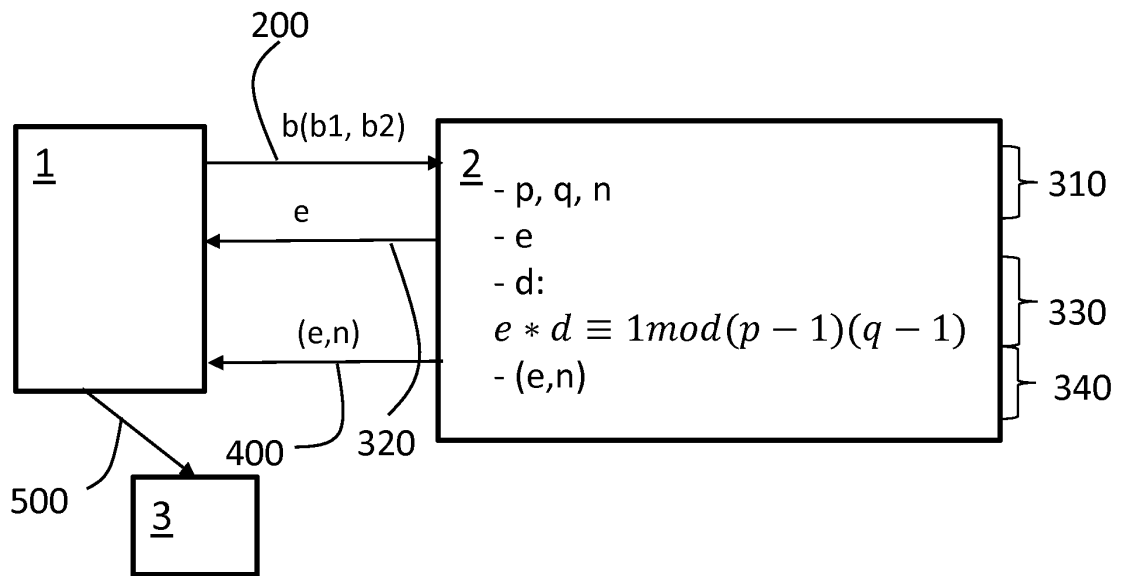 200
b(b1, b2)
1
2
- p, q, n
310
e
- e
- d:
e ∗ d ≡ 1mod(p − 1)(q − 1)
330
(e,n)
- (e,n)
340
400
320
500
3